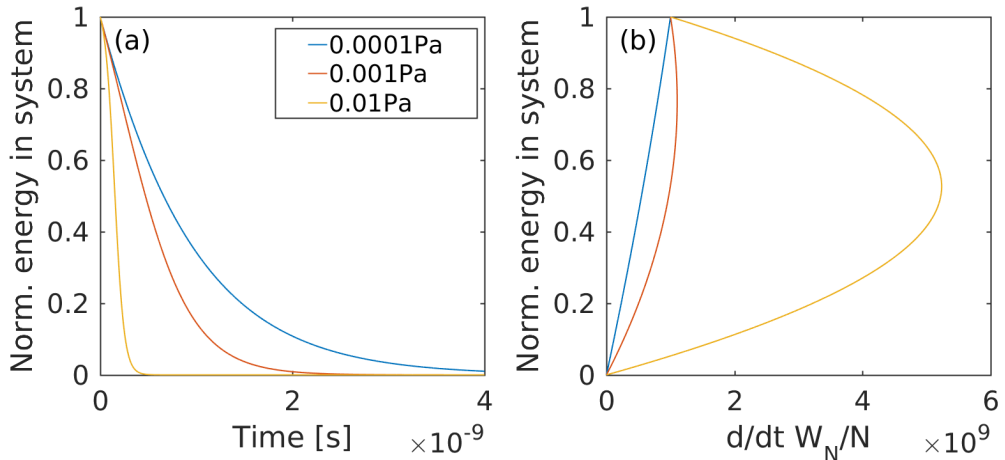 (a)
0.0001Pa
0.001Pa
0.01Pa
Norm. energy in system
1
0.8
0.6
0.4
0.2
0
0 2 4
Time [s] ×10⁻⁹
(b)
Norm. energy in system
1
0.8
0.6
0.4
0.2
0
0 2 4 6
d/dt W_N/N ×10⁹